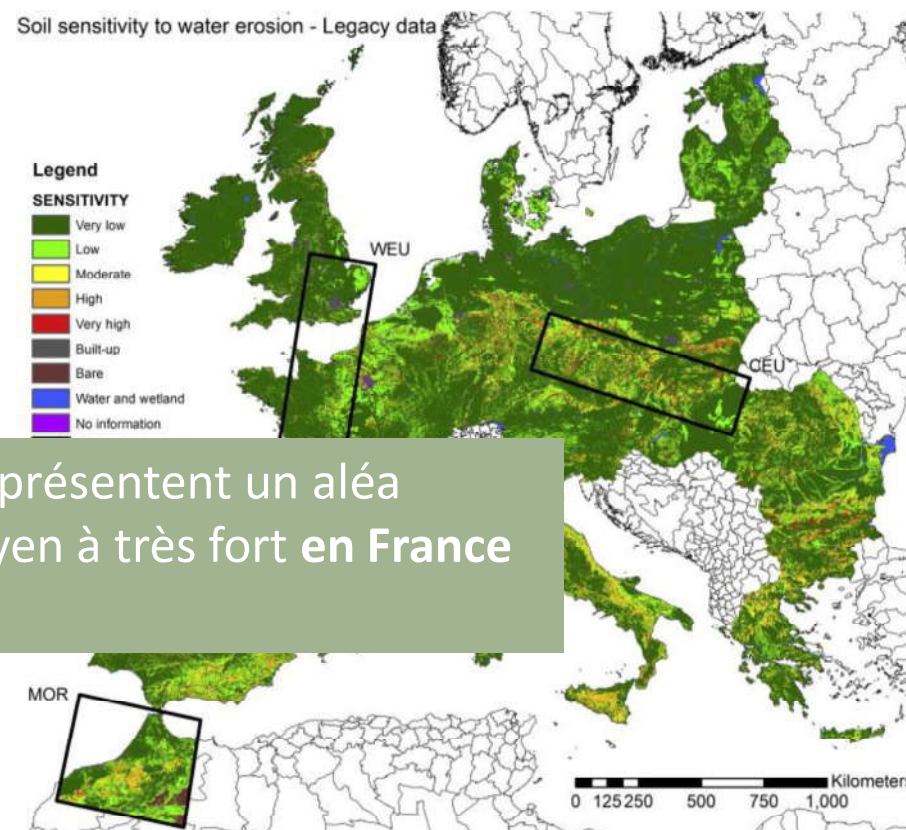 Soil sensitivity to water erosion - Legacy data
Legend
SENSITIVITY
Very low
Low
Moderate
High
Very high
Built-up
Bare
Water and wetland
No information
WEU
CEU
présentent un aléa
yen à très fort en France
MOR
Kilometers
0 125 250 500 750 1,000